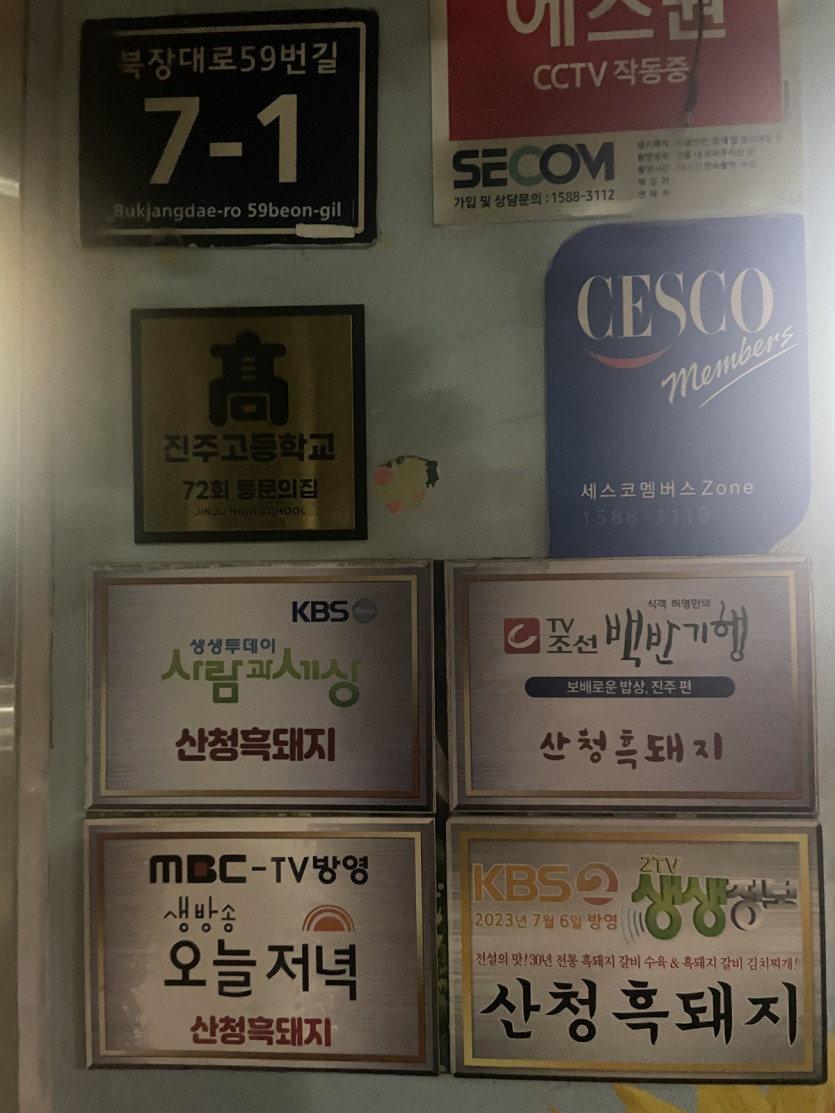 북장대로59번길
7-1
Bukjangdae-ro 59beon-gil
에스원
CCTV 작동중
SECOM
가입 및 상담문의 : 1588-3112
CESCO
Members
세스코멤버스 Zone
1588-1119
高
진주고등학교
72회 동문의집
JINJU HIGH SCHOOL
KBS
생생투데이
사람과세상
산청흑돼지
TV
조선
식객 허영만의
백반기행
보배로운 밥상, 진주 편
산청흑돼지
MBC-TV방영
생방송
오늘저녁
산청흑돼지
KBS 2
2TV
생생정보
2023년 7월 6일 방영
전설의 맛! 30년 전통 흑돼지 갈비 수육 & 흑돼지 갈비 김치찌개!
산청흑돼지